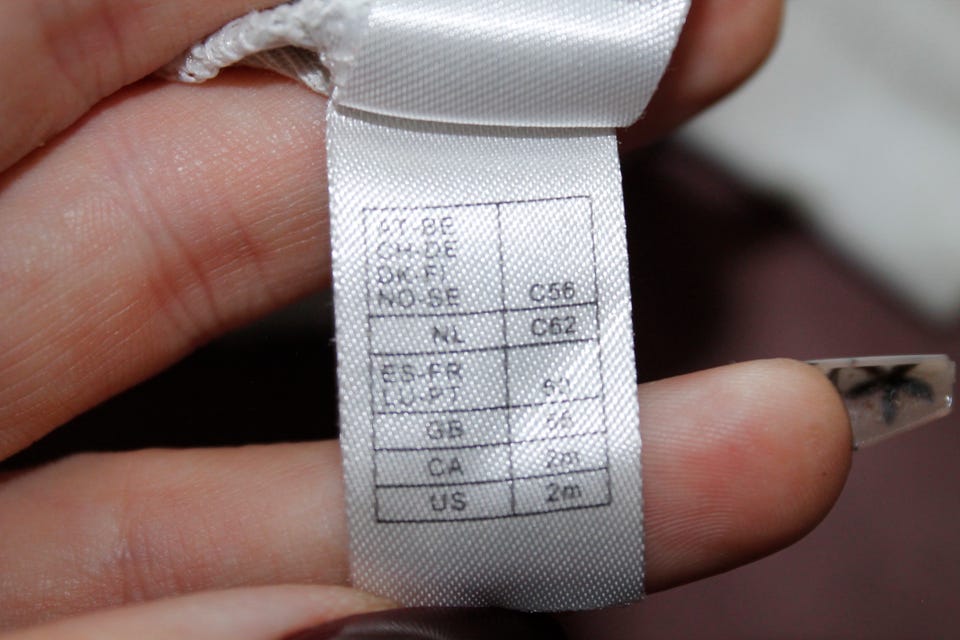 AT-BE
CH-DE
DK-FI
NO-SE C56
NL C62
ES-FR
LU-PT
GB 56
CA 2m
US 2m